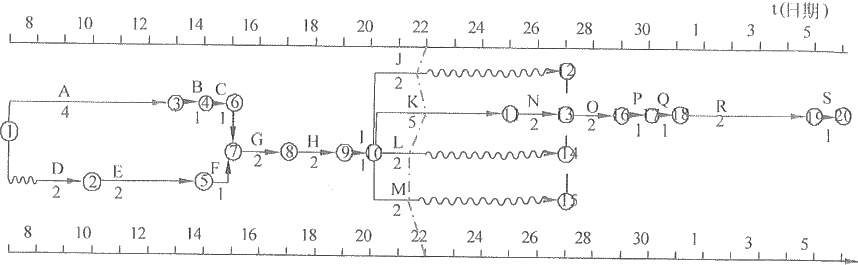 t(日期)
8 10 12 14 16 18 20 22 24 26 28 30 1 3 5
J
A B C
2 12
① 4 ③ 1 ④ 1 ⑥
K N O P Q R S
5 11 2 13 2 16 1 17 1 18 2 19 1 20
G H I L
⑦ 2 ⑧ 2 ⑨ 1 10 2 14
D E F M
2 ② 2 ⑤ 1 2 15
8 10 12 14 16 18 20 22 24 26 28 30 1 3 5